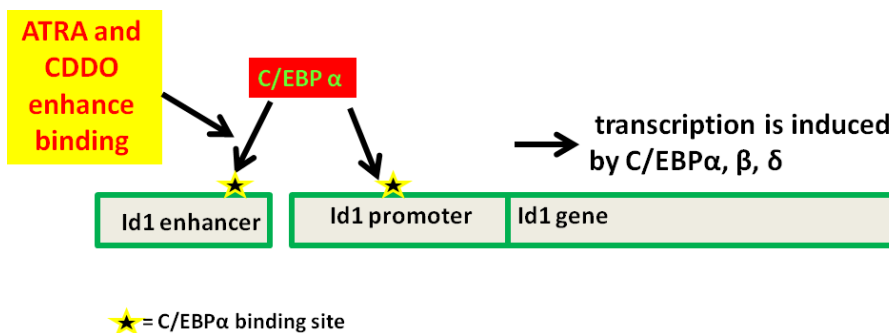 ATRA and
CDDO
enhance
binding
C/EBP α
transcription is induced
by C/EBPα, β, δ
Id1 enhancer
Id1 promoter
Id1 gene
= C/EBPα binding site